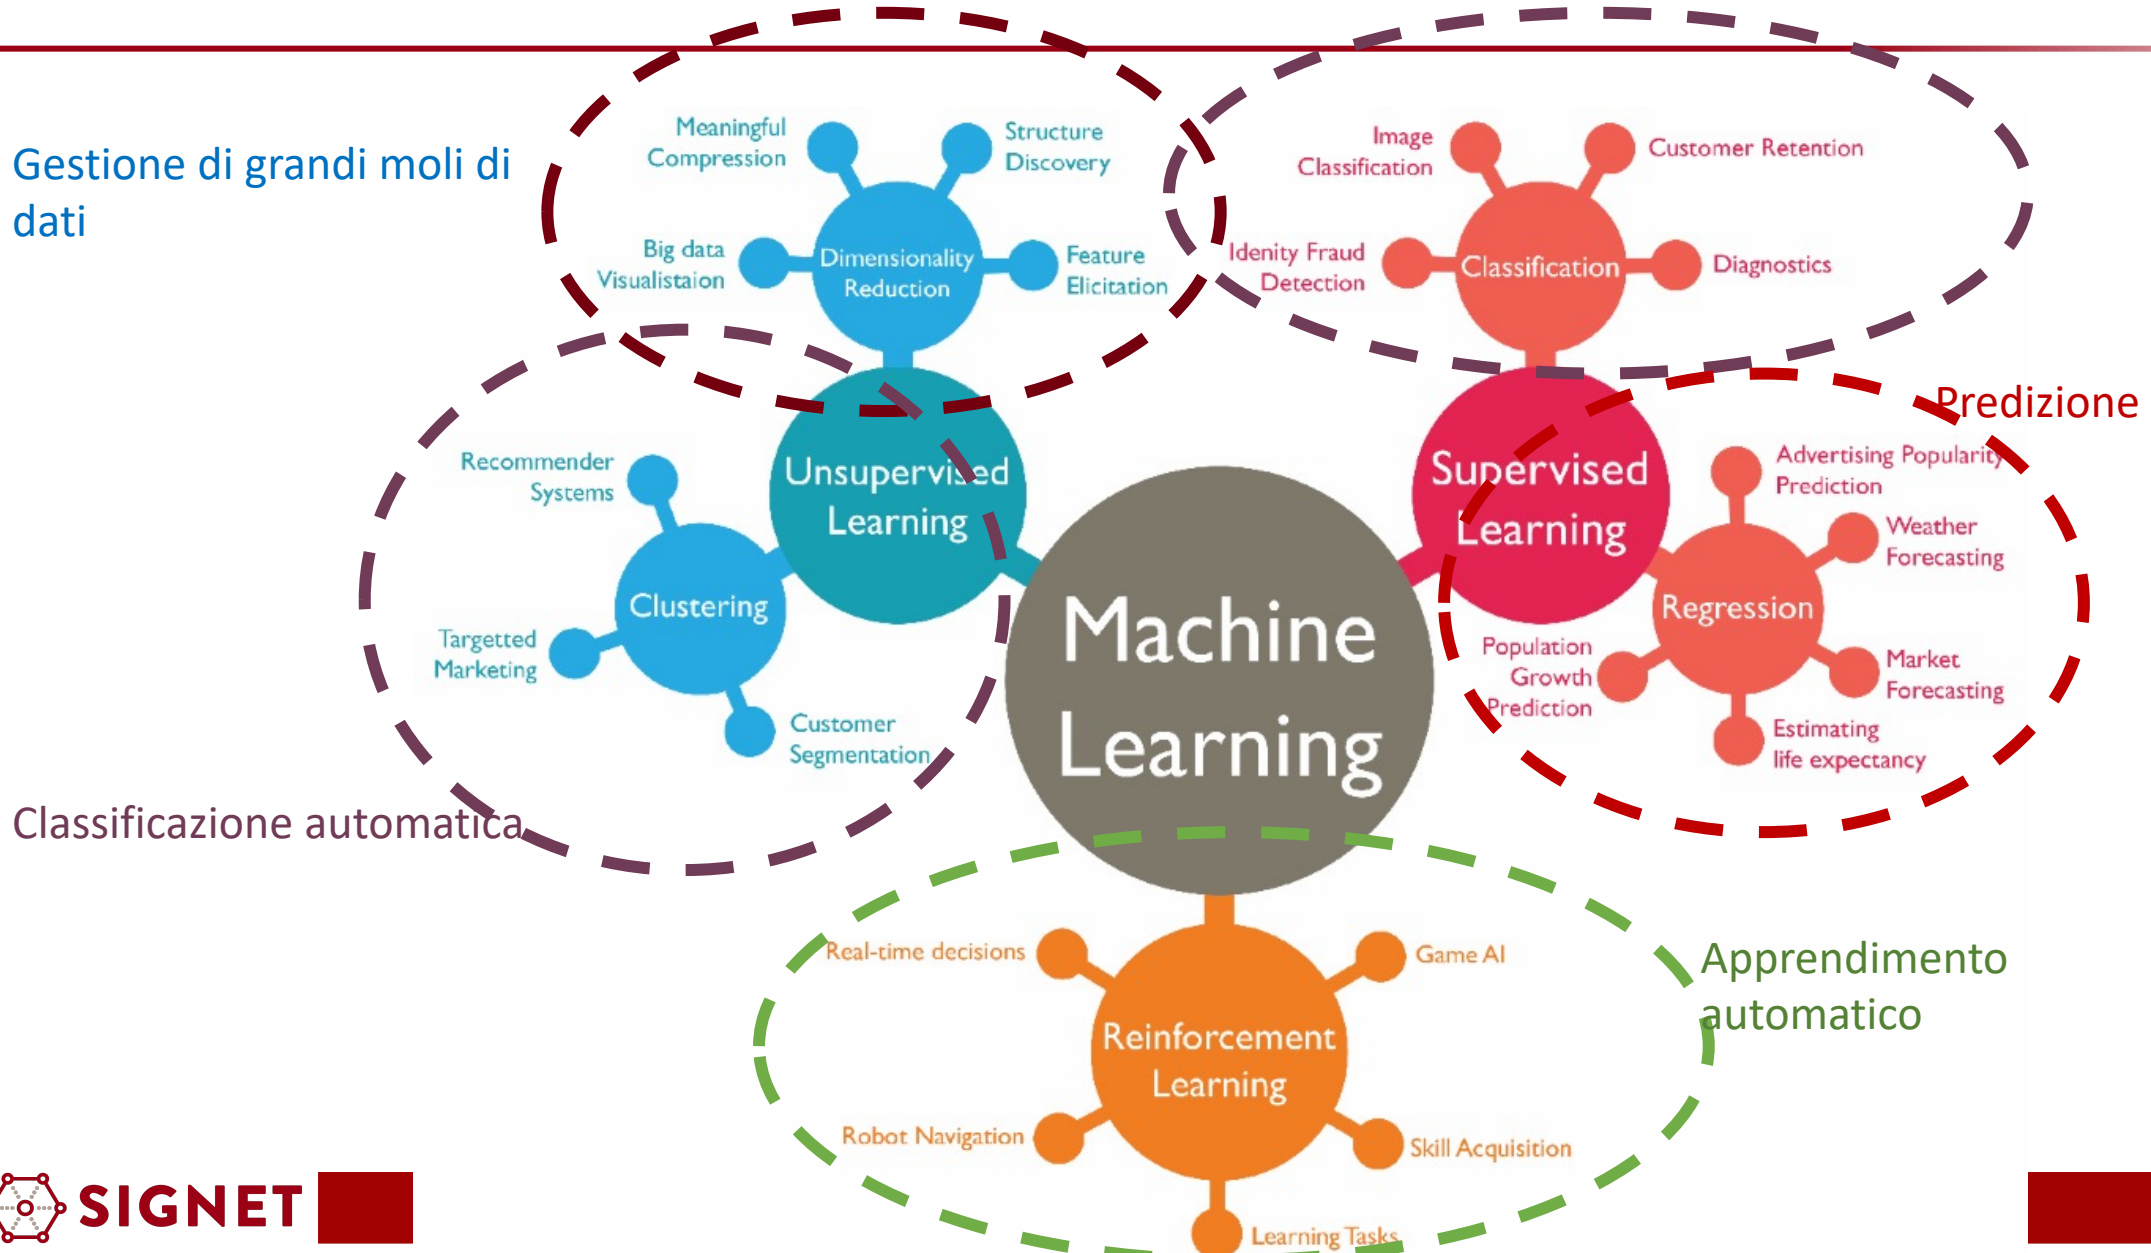 Gestione di grandi moli di
dati
Meaningful
Compression
Structure
Discovery
Big data
Visualistaion
Dimensionality
Reduction
Feature
Elicitation
Image
Classification
Customer Retention
Idenity Fraud
Detection
Classification
Diagnostics
Predizione
Recommender
Systems
Unsupervised
Learning
Supervised
Learning
Advertising Popularity
Prediction
Weather
Forecasting
Clustering
Targetted
Marketing
Customer
Segmentation
Machine
Learning
Regression
Population
Growth
Prediction
Market
Forecasting
Estimating
life expectancy
Classificazione automatica
Real-time decisions
Game AI
Apprendimento
automatico
Reinforcement
Learning
Robot Navigation
Skill Acquisition
Learning Tasks
SIGNET